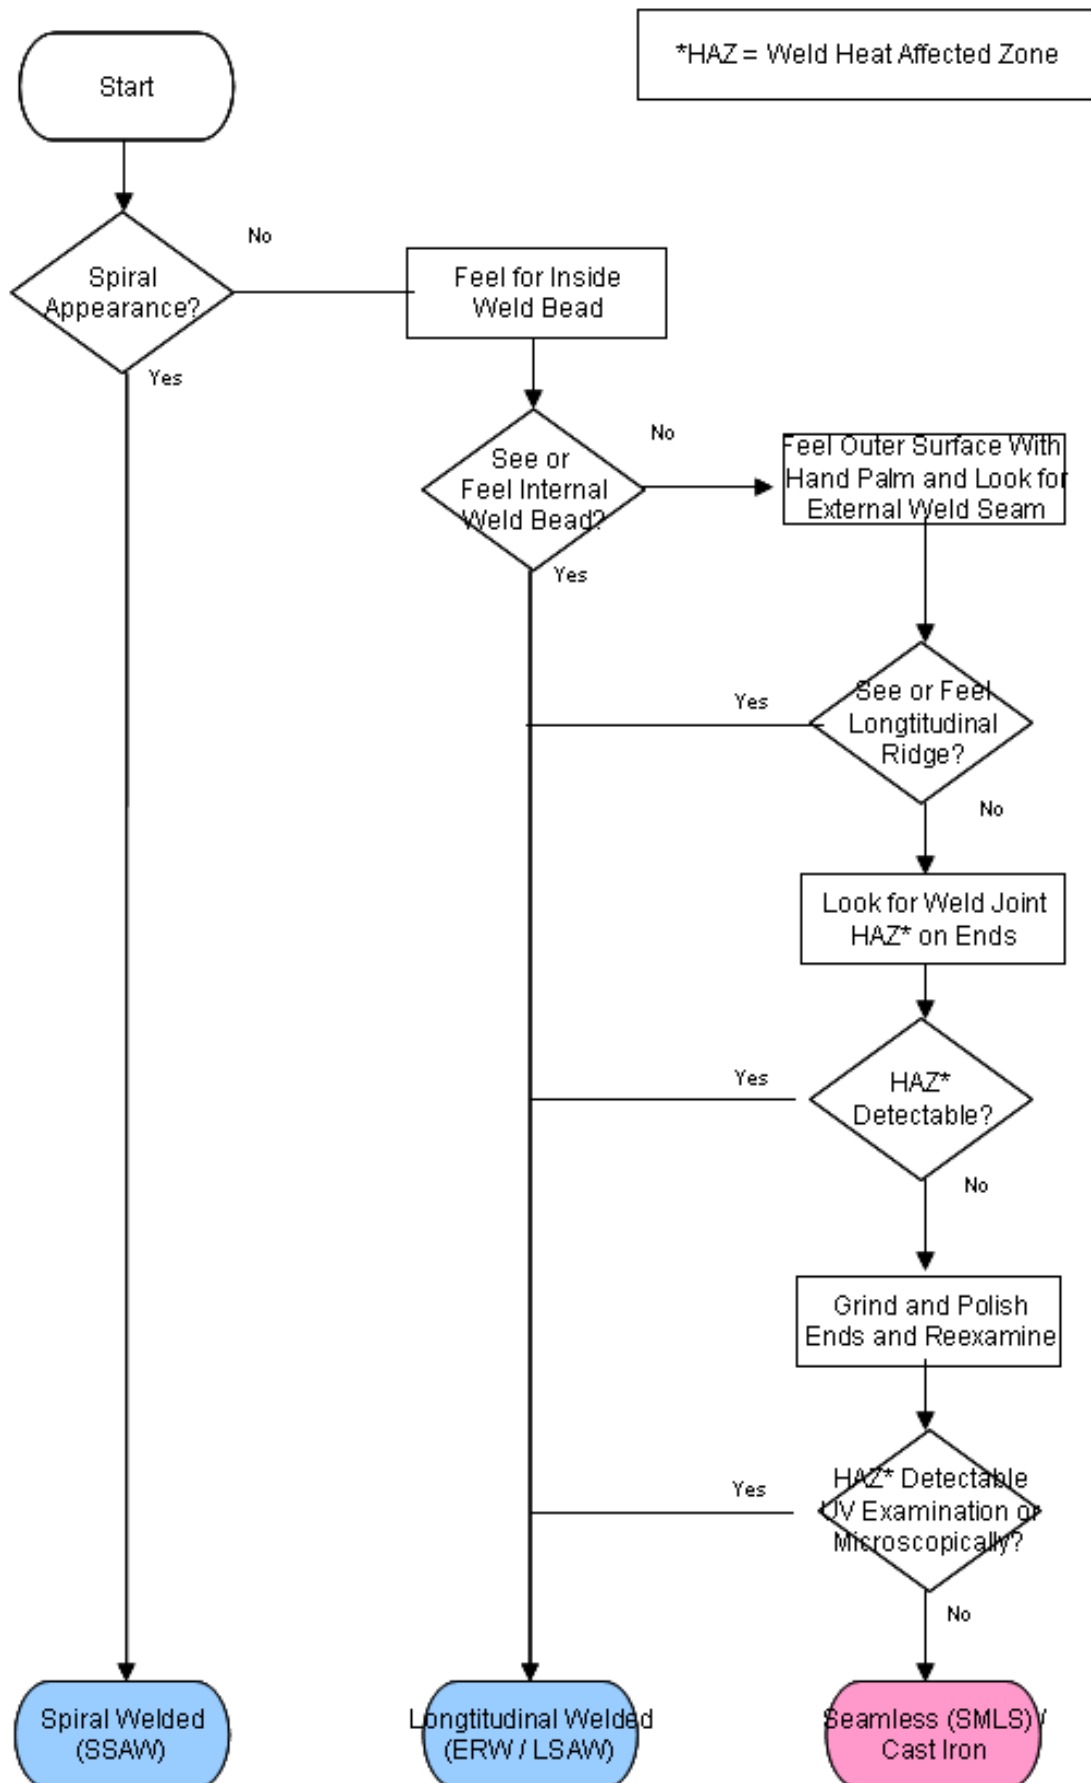 *HAZ = Weld Heat Affected Zone
Start
Spiral
Appearance?
No
Yes
Feel for Inside
Weld Bead
See or
Feel Internal
Weld Bead?
No
Yes
Feel Outer Surface With
Hand Palm and Look for
External Weld Seam
See or Feel
Longtitudinal
Ridge?
Yes
No
Look for Weld Joint
HAZ* on Ends
HAZ*
Detectable?
Yes
No
Grind and Polish
Ends and Reexamine
HAZ* Detectable
UV Examination or
Microscopically?
Yes
No
Spiral Welded
(SSAW)
Longtitudinal Welded
(ERW / LSAW)
Seamless (SMLS) /
Cast Iron